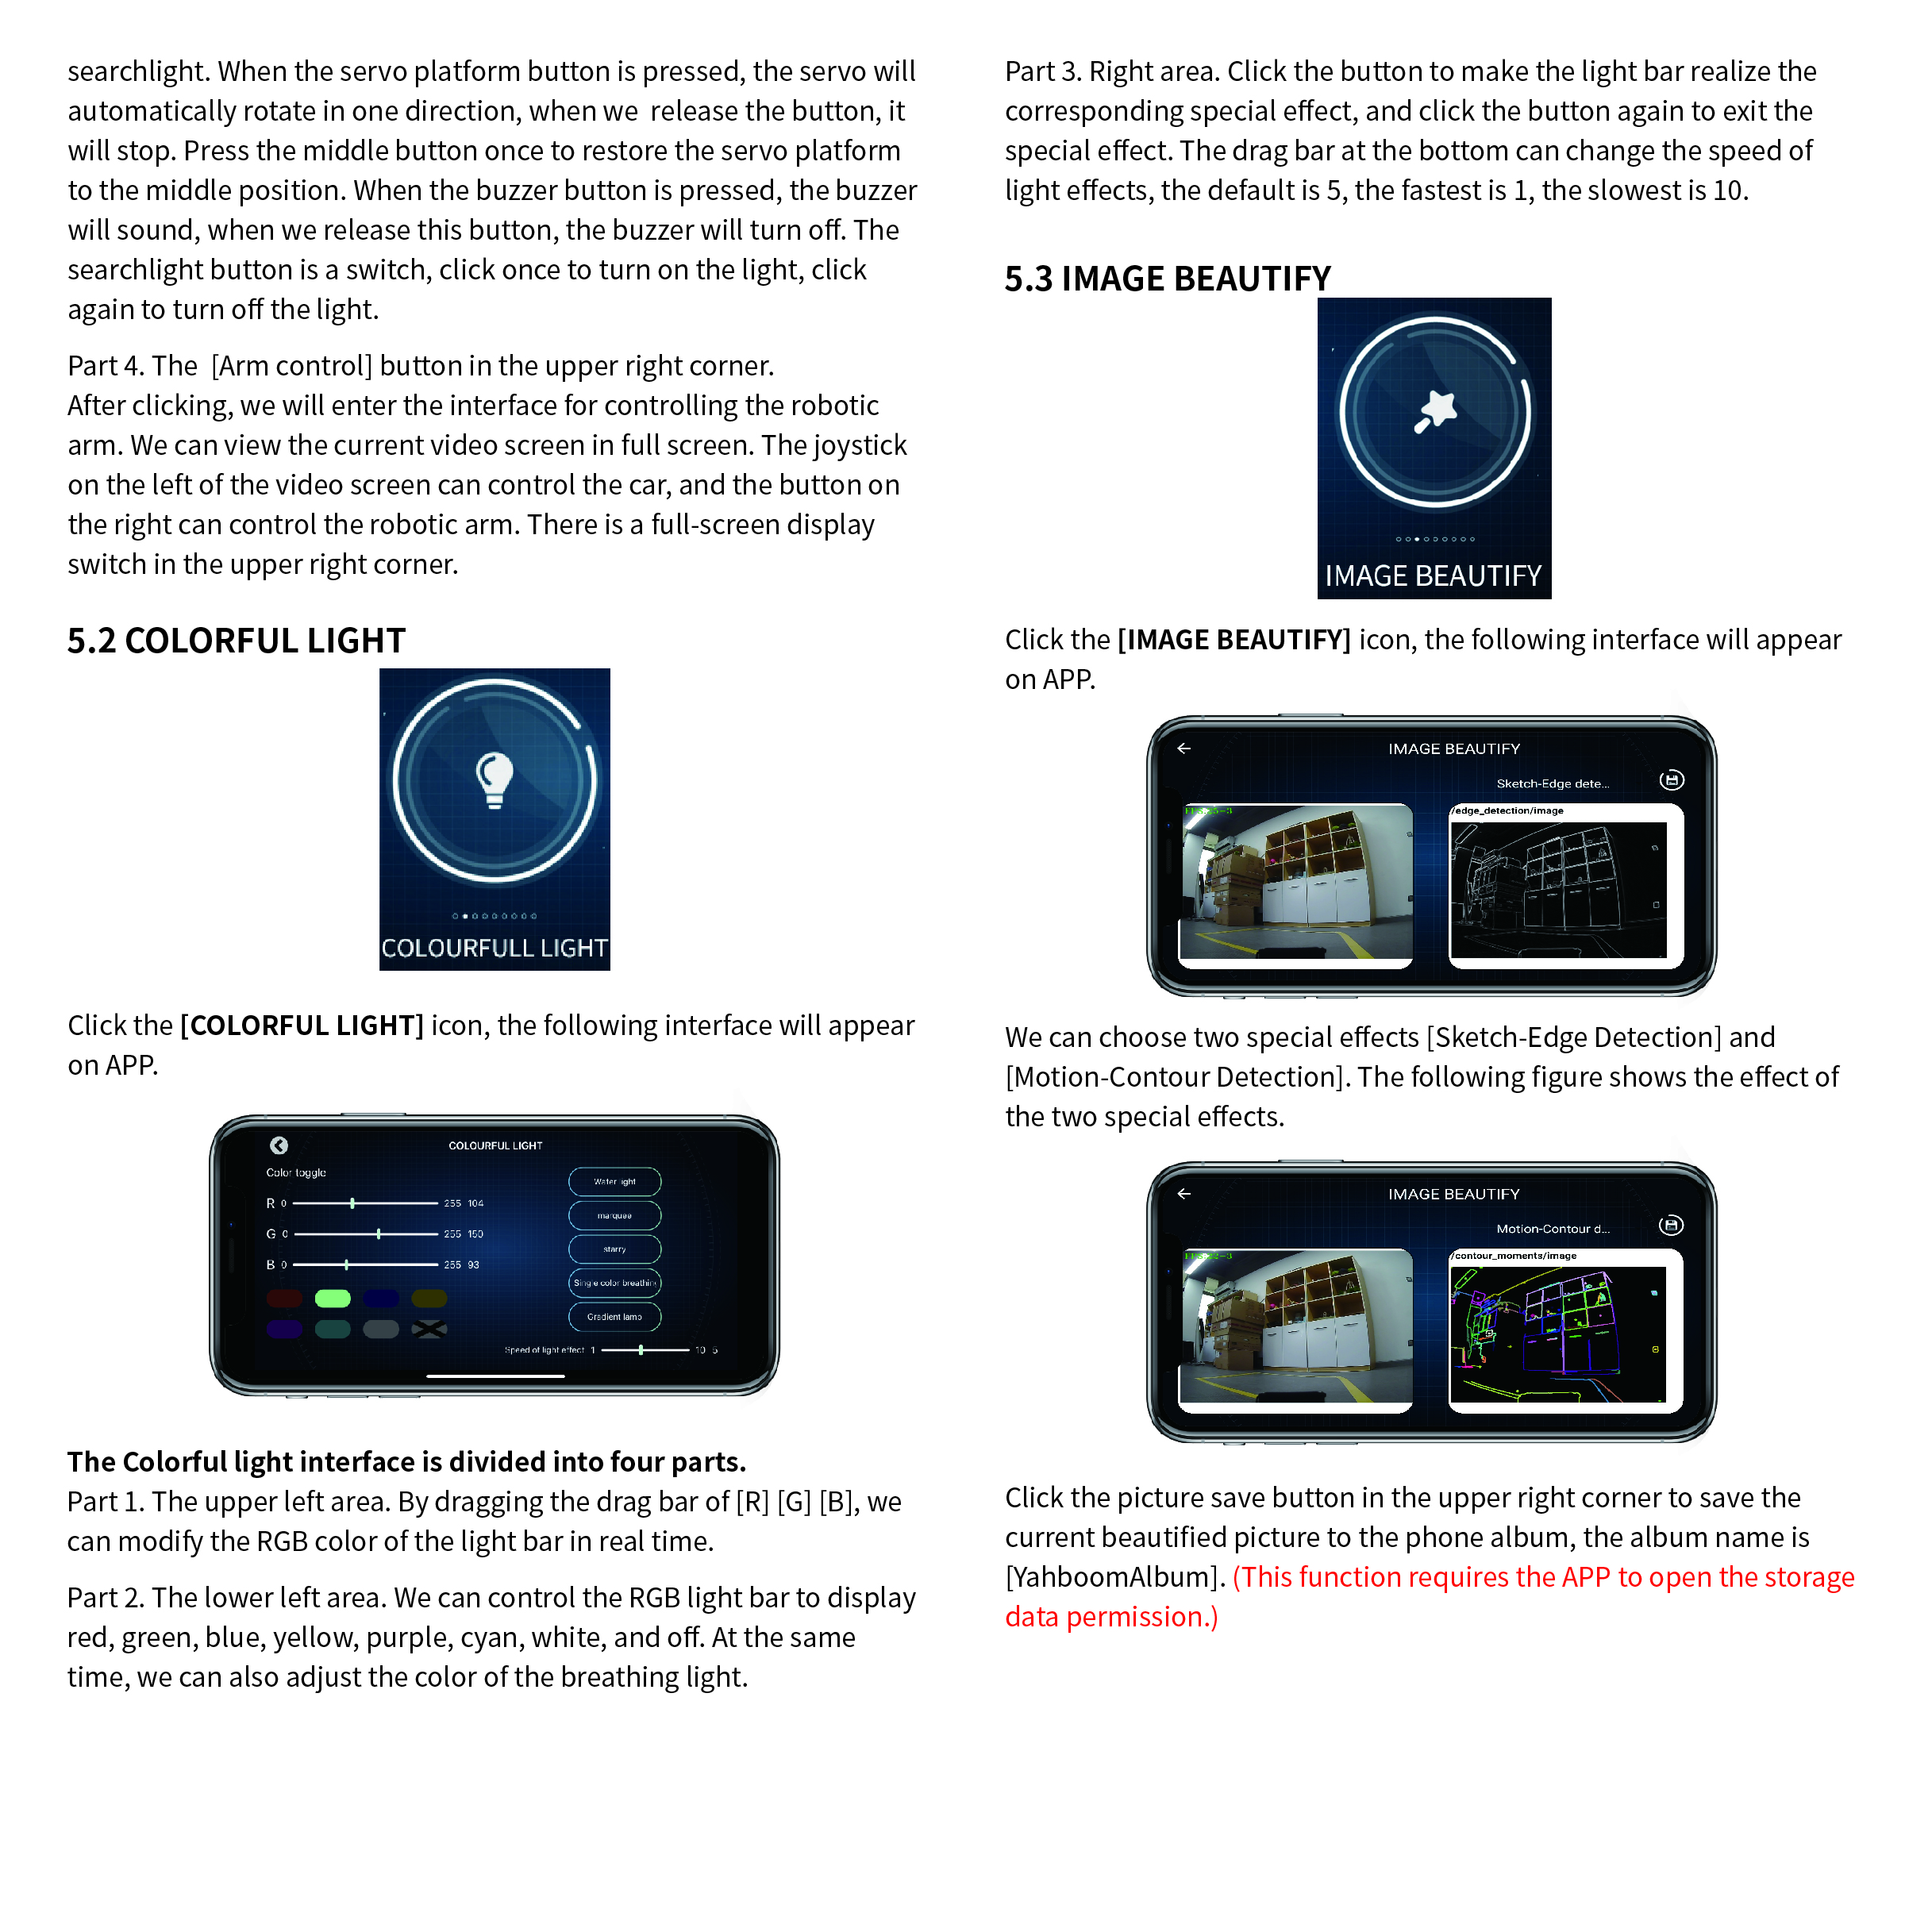 searchlight. When the servo platform button is pressed, the servo will
automatically rotate in one direction, when we  release the button, it
will stop. Press the middle button once to restore the servo platform
to the middle position. When the buzzer button is pressed, the buzzer
will sound, when we release this button, the buzzer will turn off. The
searchlight button is a switch, click once to turn on the light, click
again to turn off the light.
Part 4. The  [Arm control] button in the upper right corner.
After clicking, we will enter the interface for controlling the robotic
arm. We can view the current video screen in full screen. The joystick
on the left of the video screen can control the car, and the button on
the right can control the robotic arm. There is a full-screen display
switch in the upper right corner.
5.2 COLORFUL LIGHT
COLOURFULL LIGHT
Click the [COLORFUL LIGHT] icon, the following interface will appear
on APP.
COLOURFUL LIGHT
Color toggle
R 0 255 104
G 0 255 150
B 0 255 93
Water light
marquee
starry
Single color breathing
Gradient lamp
Speed of light effect 1 10 5
The Colorful light interface is divided into four parts.
Part 1. The upper left area. By dragging the drag bar of [R] [G] [B], we
can modify the RGB color of the light bar in real time.
Part 2. The lower left area. We can control the RGB light bar to display
red, green, blue, yellow, purple, cyan, white, and off. At the same
time, we can also adjust the color of the breathing light.
Part 3. Right area. Click the button to make the light bar realize the
corresponding special effect, and click the button again to exit the
special effect. The drag bar at the bottom can change the speed of
light effects, the default is 5, the fastest is 1, the slowest is 10.
5.3 IMAGE BEAUTIFY
IMAGE BEAUTIFY
Click the [IMAGE BEAUTIFY] icon, the following interface will appear
on APP.
IMAGE BEAUTIFY
Sketch-Edge dete...
/edge_detection/image
We can choose two special effects [Sketch-Edge Detection] and
[Motion-Contour Detection]. The following figure shows the effect of
the two special effects.
IMAGE BEAUTIFY
Motion-Contour d...
/contour_moments/image
Click the picture save button in the upper right corner to save the
current beautified picture to the phone album, the album name is
[YahboomAlbum]. (This function requires the APP to open the storage
data permission.)